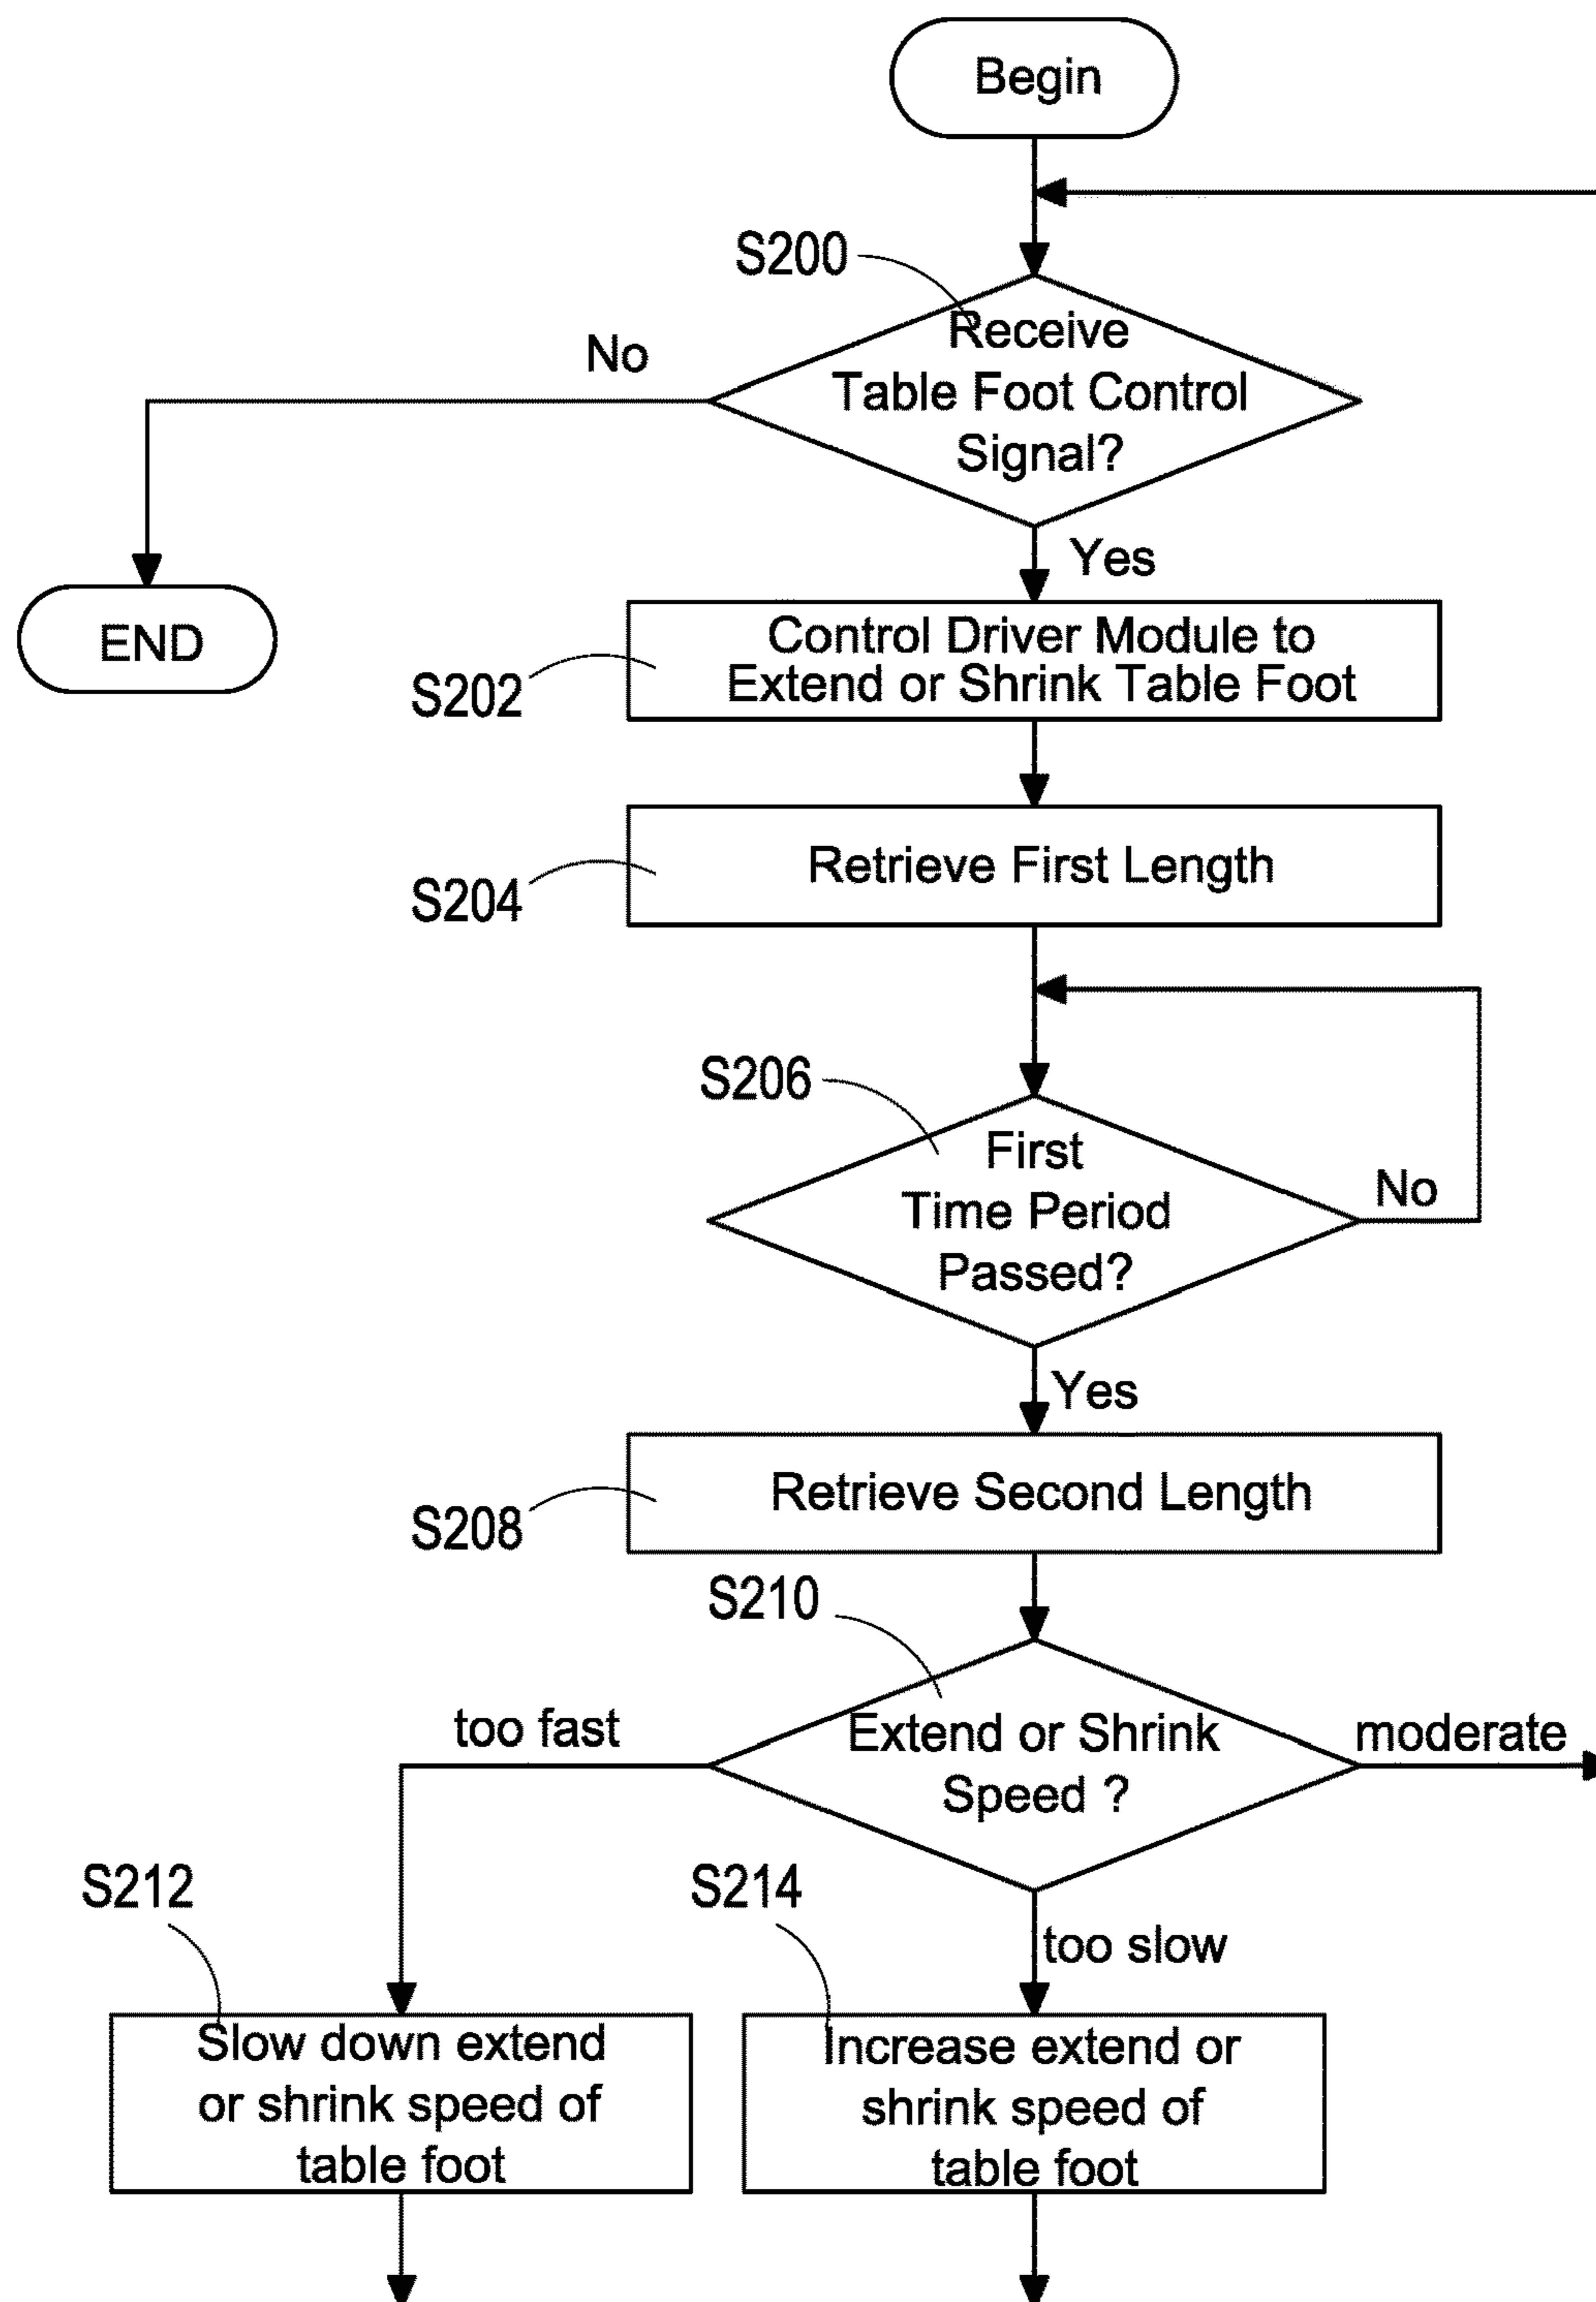 Begin
S200
Receive
Table Foot Control
Signal?
No
Yes
END
Control Driver Module to
Extend or Shrink Table Foot
S202
Retrieve First Length
S204
S206
First
Time Period
Passed?
No
Yes
Retrieve Second Length
S208
S210
too fast
Extend or Shrink
Speed ?
moderate
S212
S214
too slow
Slow down extend
or shrink speed of
table foot
Increase extend or
shrink speed of
table foot